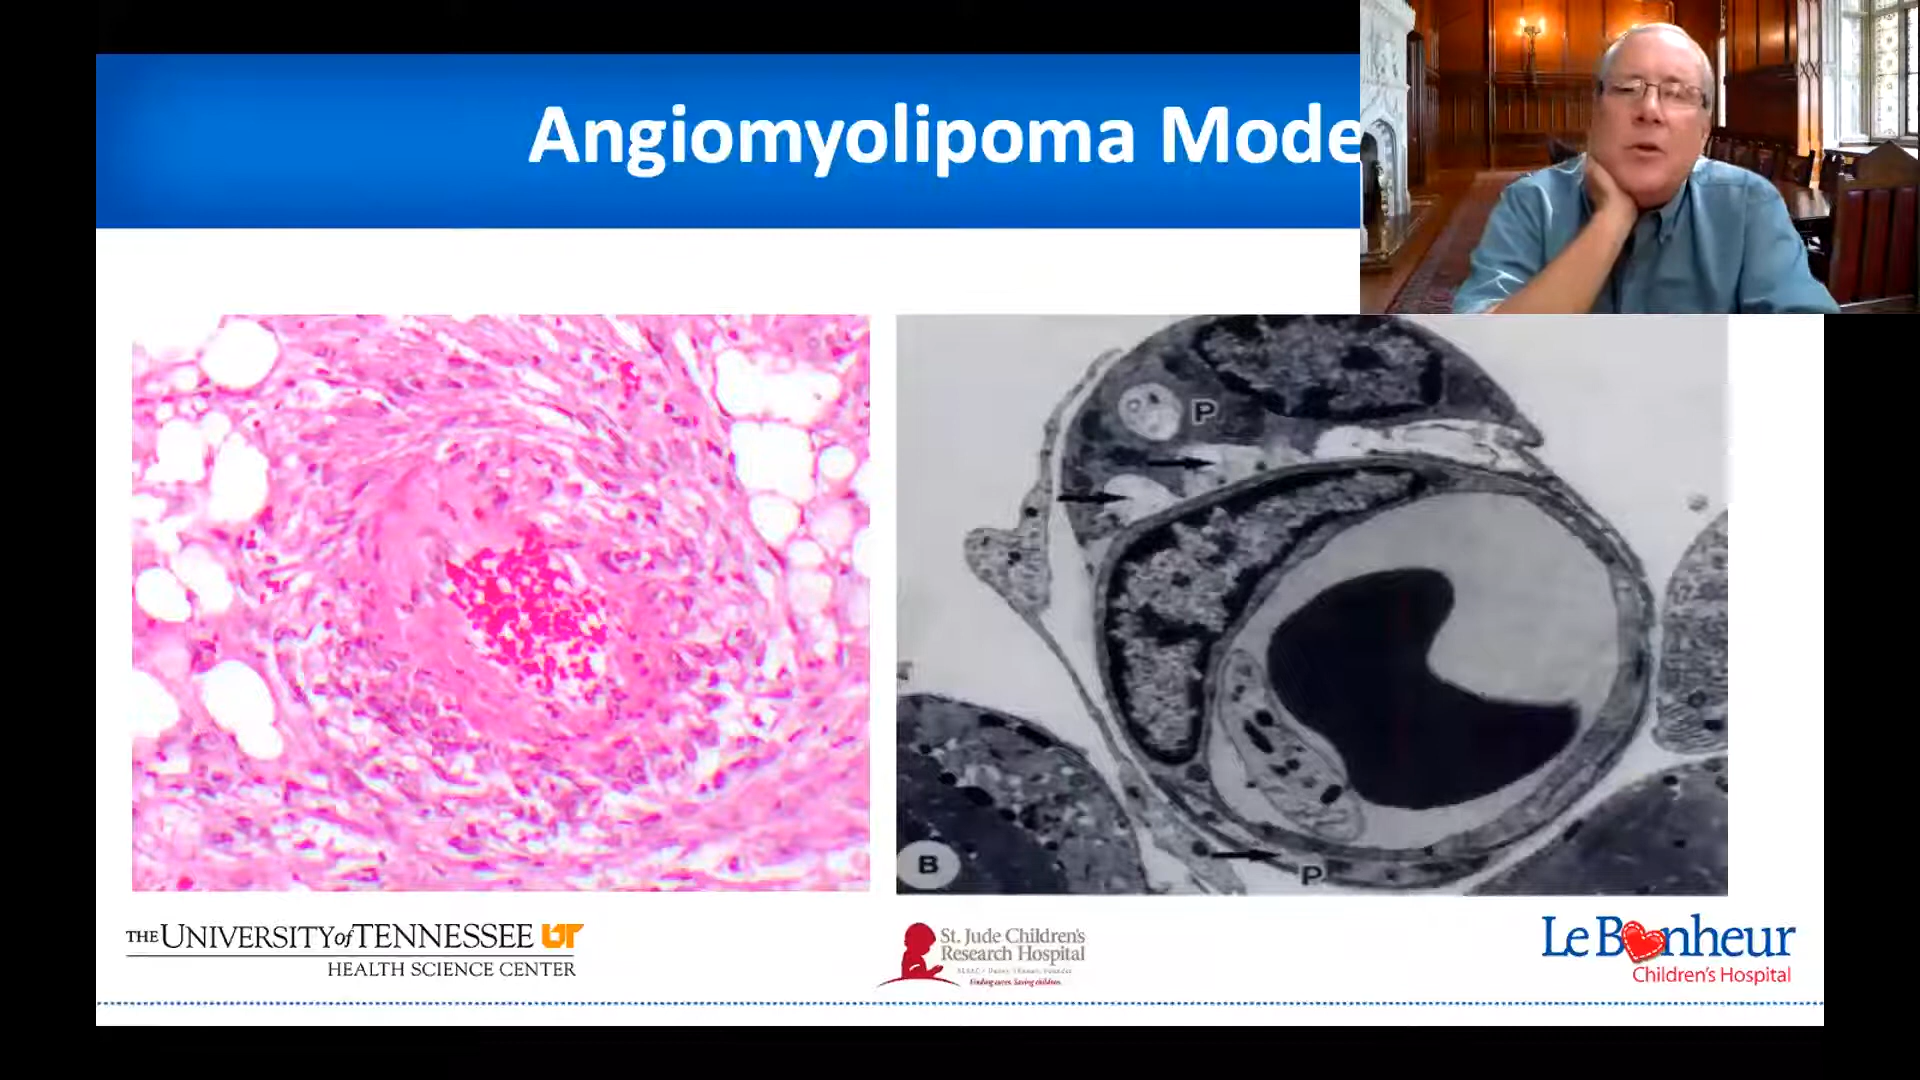 Angiomyolipoma Mode
P
B
P
THE UNIVERSITY of TENNESSEE UT
HEALTH SCIENCE CENTER
St. Jude Children's
Research Hospital
Finding cures. Saving children.
Le Bonheur
Children's Hospital